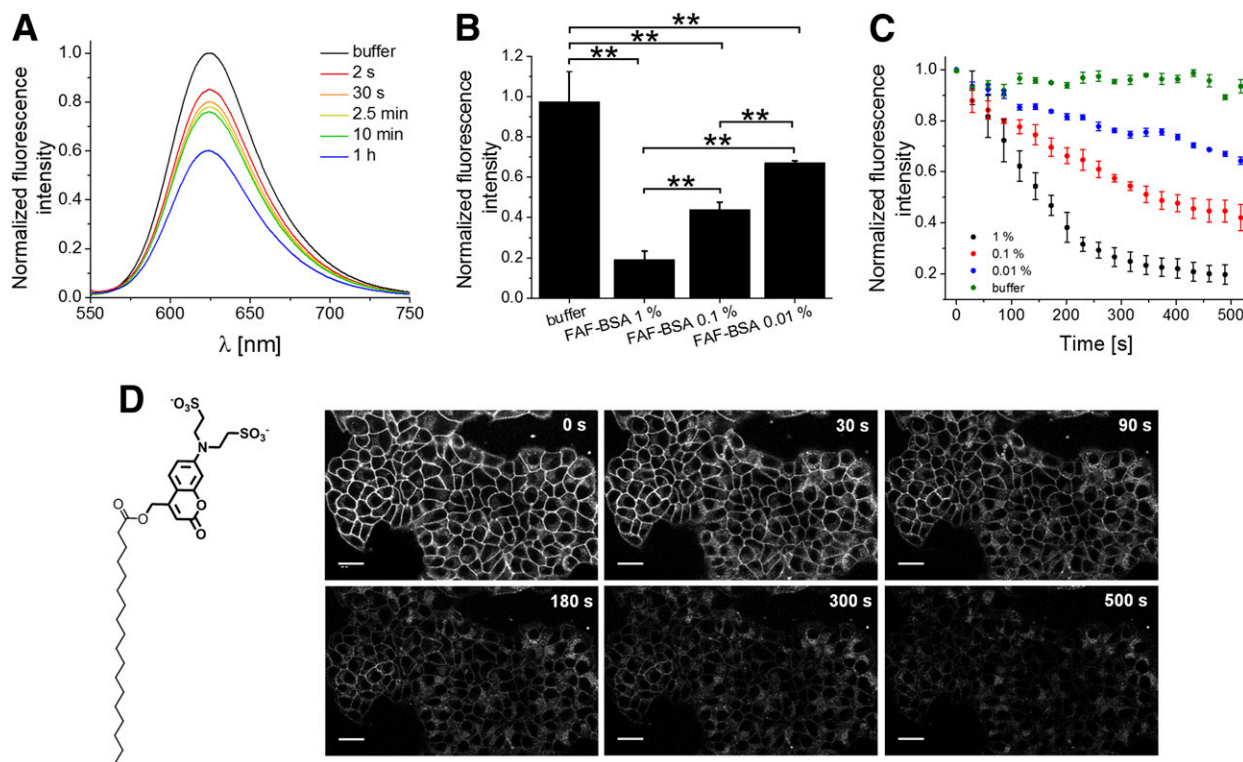 A
Normalized fluorescence
intensity
1.0
0.8
0.6
0.4
0.2
0.0
550
600
650
700
750
λ [nm]
buffer
2 s
30 s
2.5 min
10 min
1 h
B
Normalized fluorescence
intensity
1.2
1.0
0.8
0.6
0.4
0.2
0.0
**
**
**
**
**
**
buffer
FAF-BSA 1 %
FAF-BSA 0.1 %
FAF-BSA 0.01 %
C
Normalized fluorescence
intensity
1.0
0.8
0.6
0.4
0.2
1 %
0.1 %
0.01 %
buffer
0
100
200
300
400
500
Time [s]
D
⁻O₃S
SO₃⁻
N
O
O
O
O
0 s
30 s
90 s
180 s
300 s
500 s